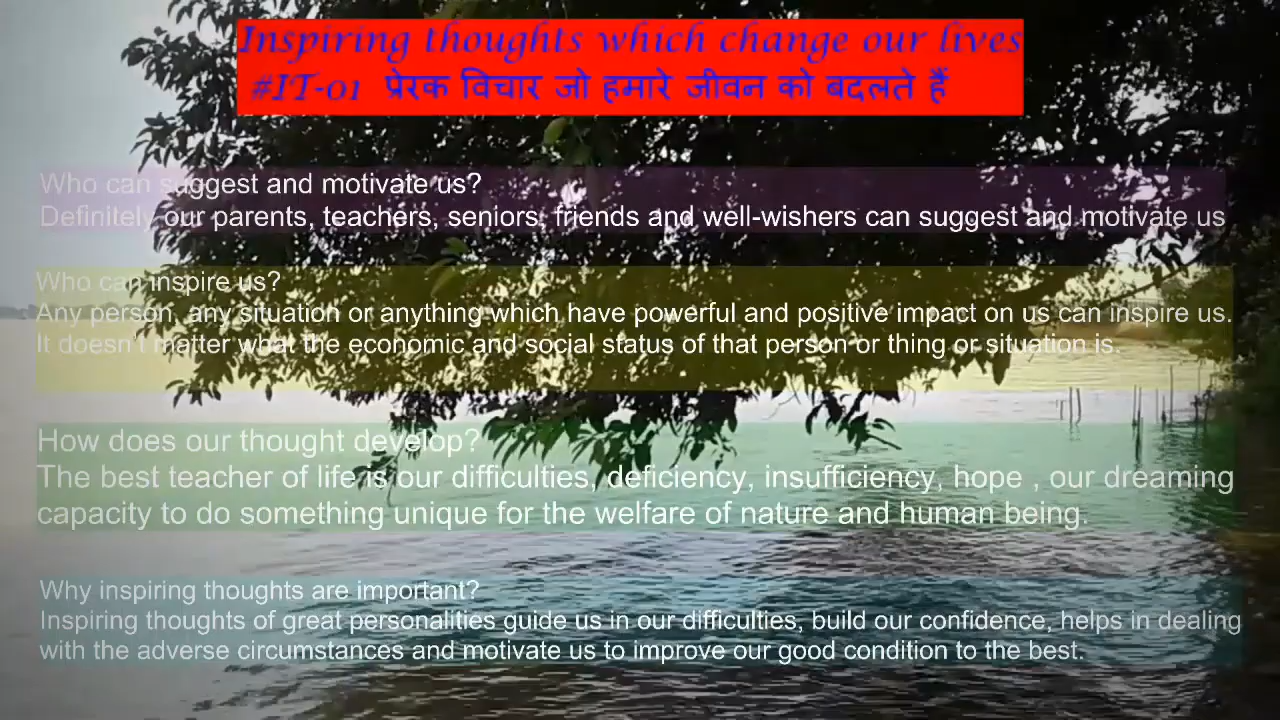 Inspiring thoughts which change our lives
#IT-01 प्रेरक विचार जो हमारे जीवन को बदलते हैं
Who can suggest and motivate us?
Definitely our parents, teachers, seniors, friends and well-wishers can suggest and motivate us
Who can inspire us?
Any person, any situation or anything which have powerful and positive impact on us can inspire us.
It doesn't matter what the economic and social status of that person or thing or situation is.
How does our thought develop?
The best teacher of life is our difficulties, deficiency, insufficiency, hope , our dreaming
capacity to do something unique for the welfare of nature and human being.
Why inspiring thoughts are important?
Inspiring thoughts of great personalities guide us in our difficulties, build our confidence, helps in dealing
with the adverse circumstances and motivate us to improve our good condition to the best.